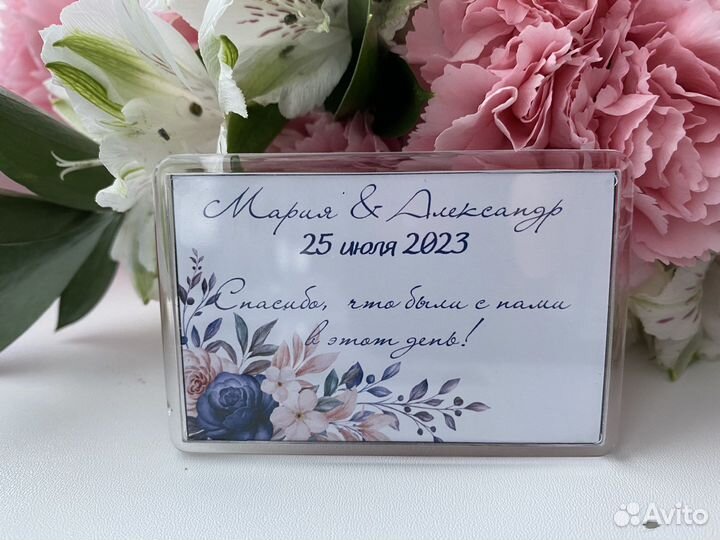 Мария & Александр
25 июля 2023
Спасибо, что были с нами
в этот день!
Avito